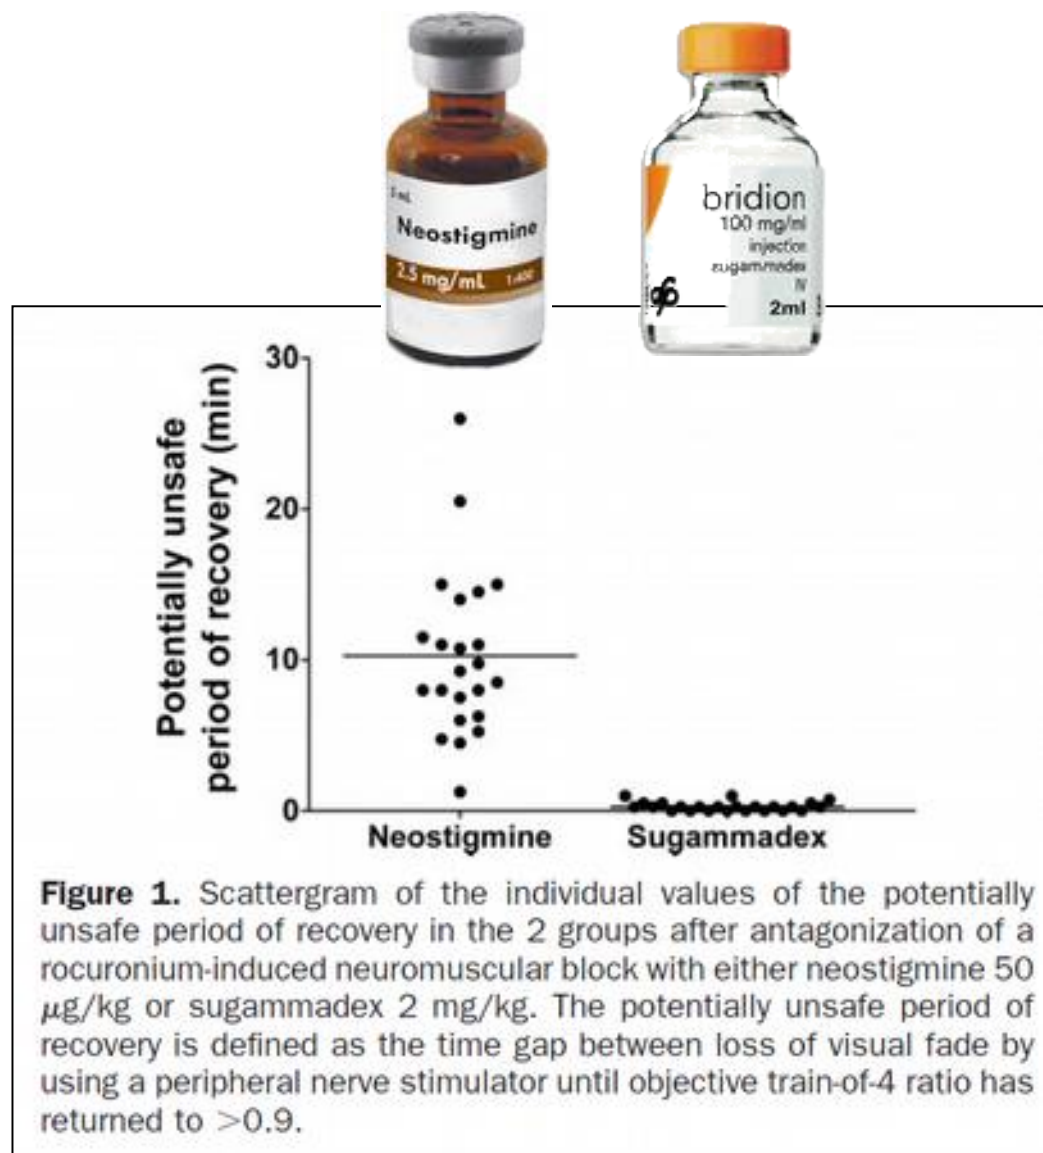 Neostigmine
2.5 mg/mL 1:400
bridion
100 mg/ml
injection
sugammadex
IV
2ml
30
20
10
0
Potentially unsafe
period of recovery (min)
Neostigmine
Sugammadex
Figure 1. Scattergram of the individual values of the potentially
unsafe period of recovery in the 2 groups after antagonization of a
rocuronium-induced neuromuscular block with either neostigmine 50
μg/kg or sugammadex 2 mg/kg. The potentially unsafe period of
recovery is defined as the time gap between loss of visual fade by
using a peripheral nerve stimulator until objective train-of-4 ratio has
returned to >0.9.